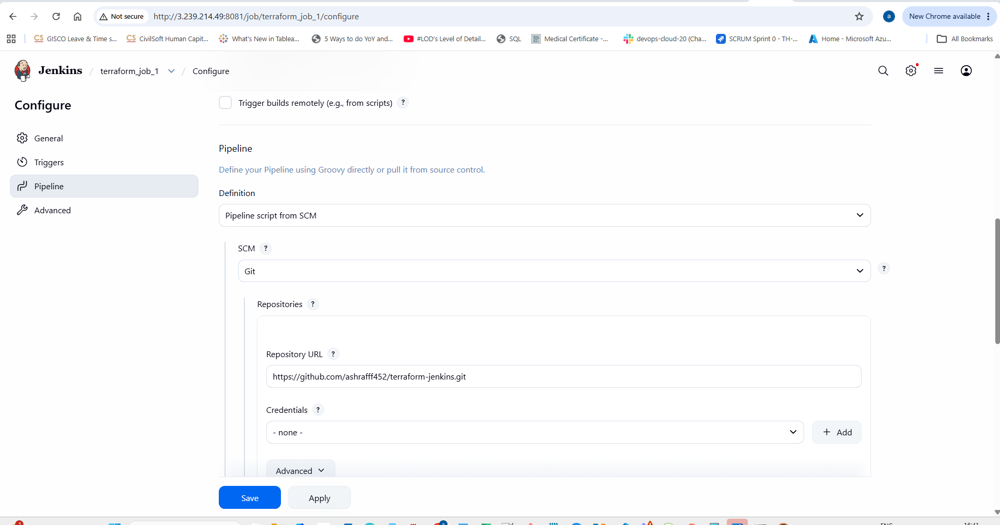 Not secure http://3.239.214.49:8081/job/terraform_job_1/configure a New Chrome available
CS GISCO Leave & Time s... CS CivilSoft Human Capit... What's New in Tablea... 5 Ways to do YoY and... #LOD's Level of Detail... SQL Medical Certificate -... devops-cloud-20 (Cha... SCRUM Sprint 0 - TH-... Home - Microsoft Azu... All Bookmarks
Jenkins / terraform_job_1 / Configure
Configure
General
Triggers
Pipeline
Advanced
Trigger builds remotely (e.g., from scripts) ?
Pipeline
Define your Pipeline using Groovy directly or pull it from source control.
Definition
Pipeline script from SCM
SCM ?
Git ?
Repositories ?
Repository URL ?
https://github.com/ashrafff452/terraform-jenkins.git
Credentials ?
- none - + Add
Advanced
Save Apply